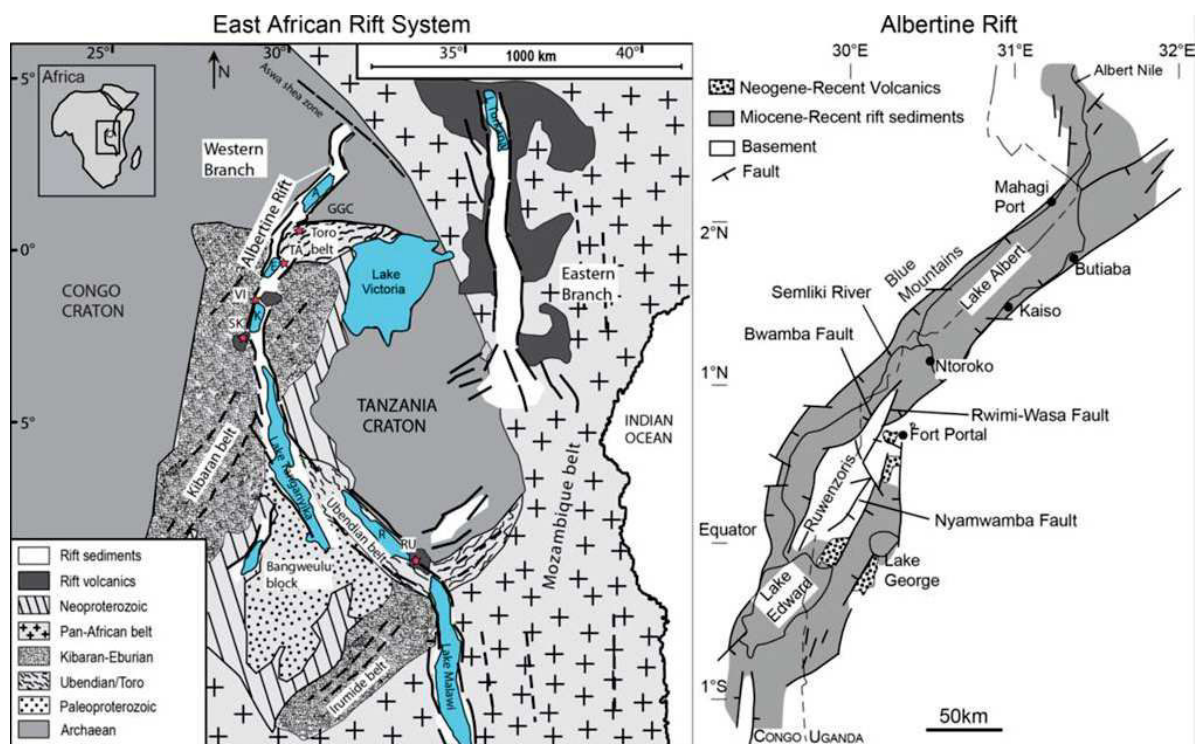 East African Rift System
25°
30°
35°
40°
1000 km
5°
0°
5°
Africa
N
Aswa shea zone
Western
Branch
Albertine Rift
A
GGC
Toro
belt
TA
E
VI
K
SK
Lake
Victoria
Turkana
Eastern
Branch
CONGO
CRATON
TANZANIA
CRATON
INDIAN
OCEAN
Kibaran belt
Lake Tanganyika
Ubendian belt
R
RU
Bangweulu
block
Mozambique belt
Irumide belt
Lake Malawi
Rift sediments
Rift volcanics
Neoproterozoic
Pan-African belt
Kibaran-Eburian
Ubendian/Toro
Paleoproterozoic
Archaean
Albertine Rift
30°E
31°E
32°E
Neogene-Recent Volcanics
Miocene-Recent rift sediments
Basement
Fault
Albert Nile
Mahagi
Port
2°N
Blue
Mountains
Lake Albert
Butiaba
Semliki River
Kaiso
Bwamba Fault
Ntoroko
1°N
Rwimi-Wasa Fault
Fort Portal
Ruwenzoris
Nyamwamba Fault
Equator
Lake
George
Lake
Edward
1°S
50km
CONGO UGANDA